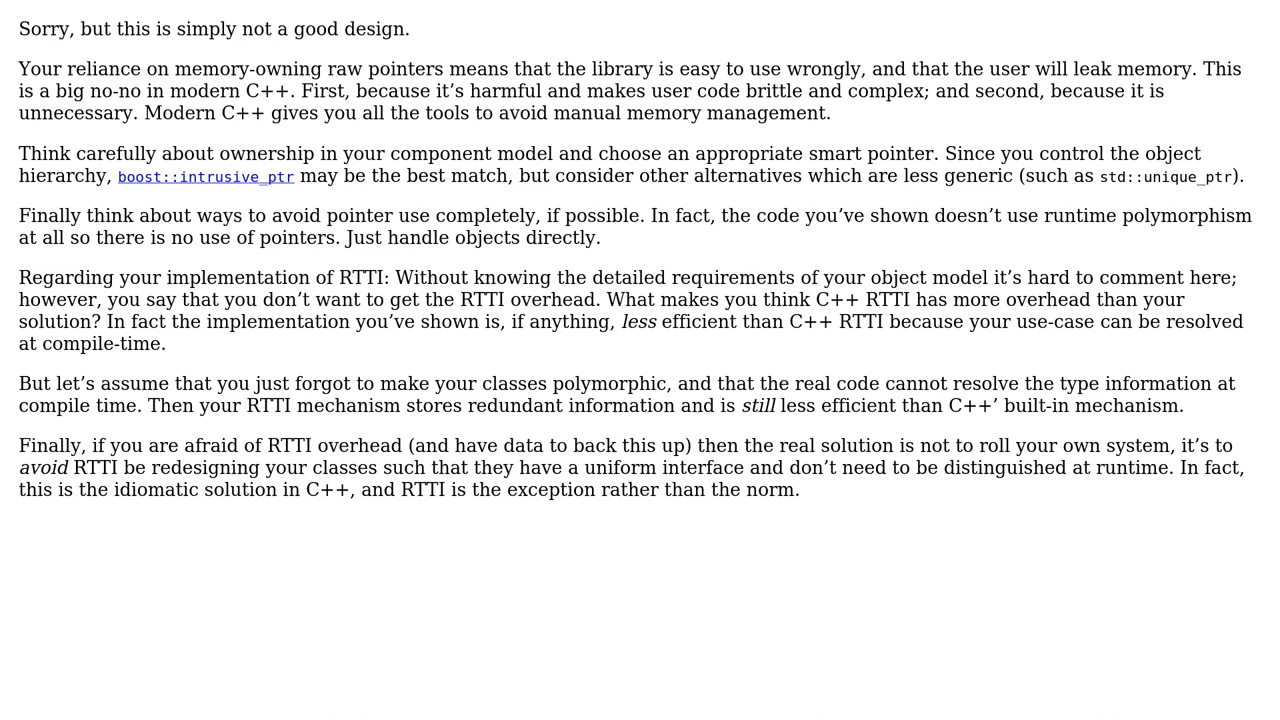 Sorry, but this is simply not a good design.
Your reliance on memory-owning raw pointers means that the library is easy to use wrongly, and that the user will leak memory. This
is a big no-no in modern C++. First, because it’s harmful and makes user code brittle and complex; and second, because it is
unnecessary. Modern C++ gives you all the tools to avoid manual memory management.
Think carefully about ownership in your component model and choose an appropriate smart pointer. Since you control the object
hierarchy, boost::intrusive_ptr may be the best match, but consider other alternatives which are less generic (such as std::unique_ptr).
Finally think about ways to avoid pointer use completely, if possible. In fact, the code you’ve shown doesn’t use runtime polymorphism
at all so there is no use of pointers. Just handle objects directly.
Regarding your implementation of RTTI: Without knowing the detailed requirements of your object model it’s hard to comment here;
however, you say that you don’t want to get the RTTI overhead. What makes you think C++ RTTI has more overhead than your
solution? In fact the implementation you’ve shown is, if anything, less efficient than C++ RTTI because your use-case can be resolved
at compile-time.
But let’s assume that you just forgot to make your classes polymorphic, and that the real code cannot resolve the type information at
compile time. Then your RTTI mechanism stores redundant information and is still less efficient than C++’ built-in mechanism.
Finally, if you are afraid of RTTI overhead (and have data to back this up) then the real solution is not to roll your own system, it’s to
avoid RTTI be redesigning your classes such that they have a uniform interface and don’t need to be distinguished at runtime. In fact,
this is the idiomatic solution in C++, and RTTI is the exception rather than the norm.